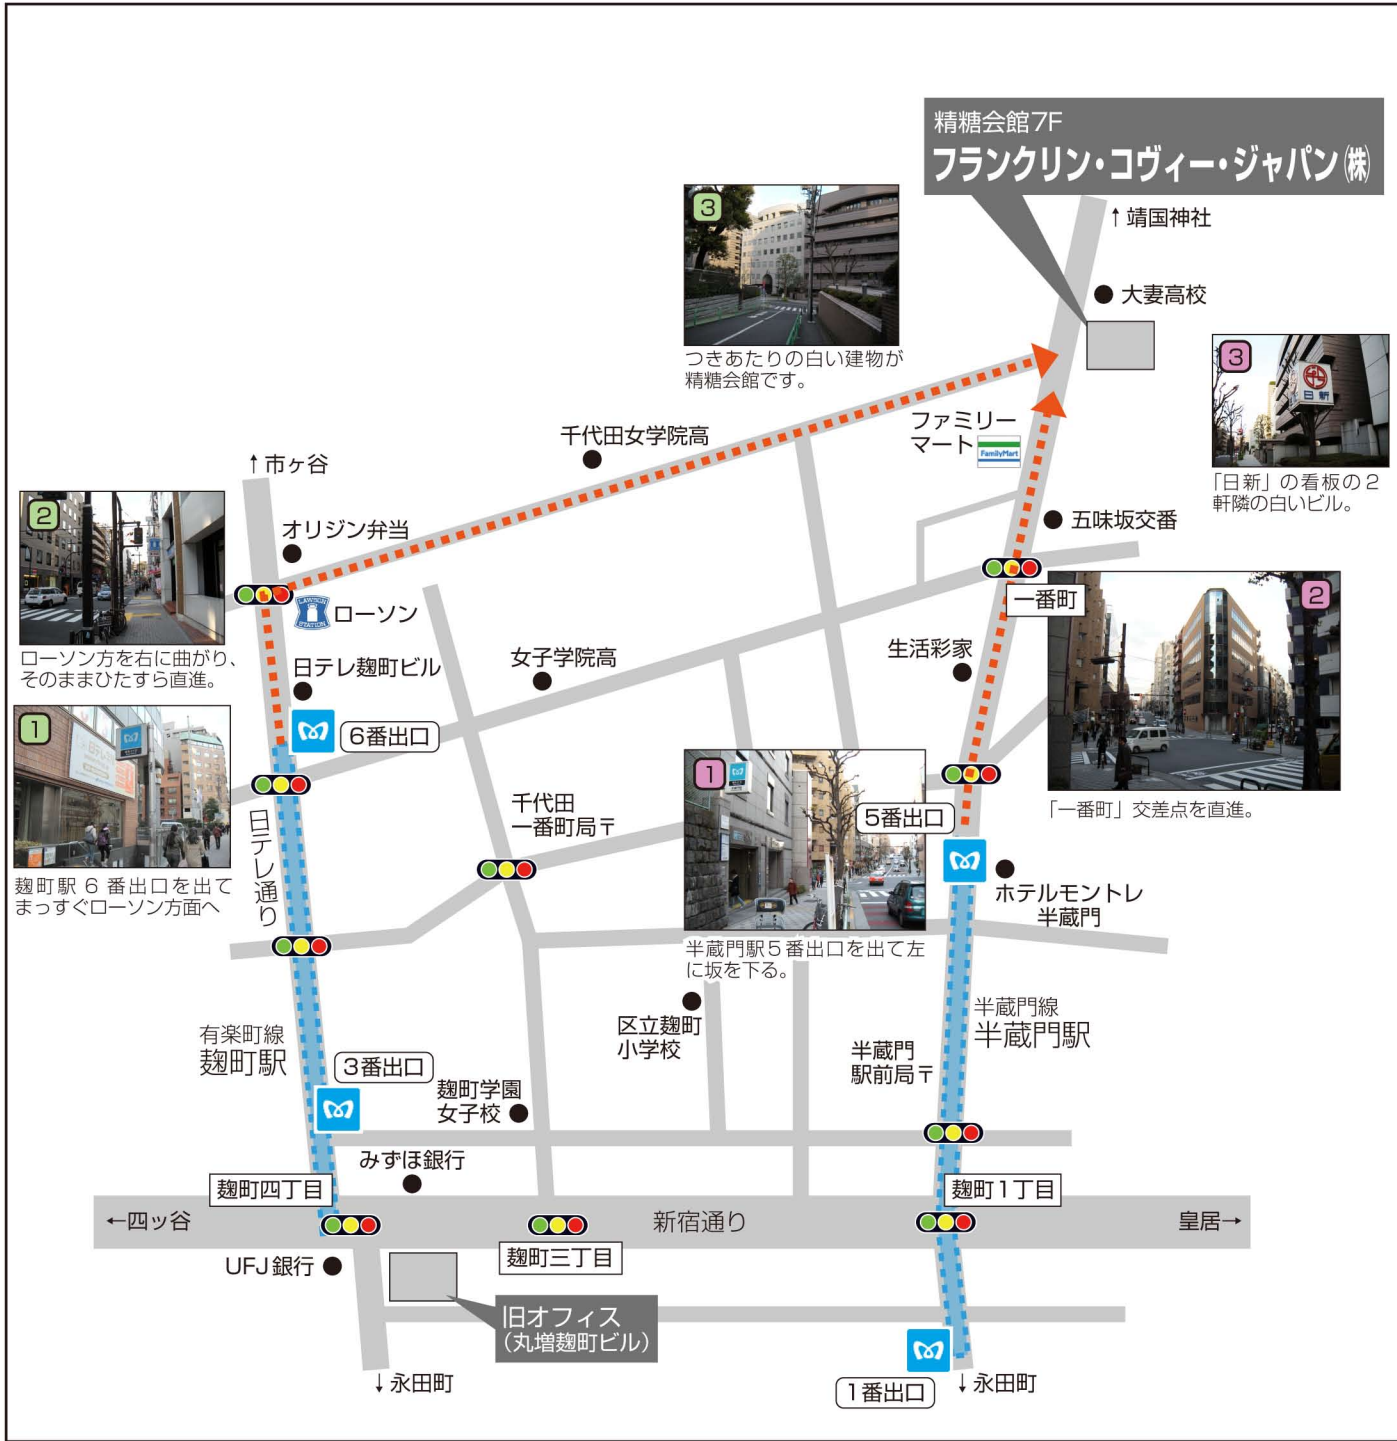 精糖会館7F
フランクリン・コヴィー・ジャパン㈱
↑靖国神社
大妻高校
3
つきあたりの白い建物が
精糖会館です。
3
日新
「日新」の看板の2
軒隣の白いビル。
ファミリー
マート
FamilyMart
千代田女学院高
↑市ヶ谷
オリジン弁当
2
ローソン方を右に曲がり、
そのままひたすら直進。
LAWSON
STATION
ローソン
五味坂交番
一番町
2
「一番町」交差点を直進。
生活彩家
女子学院高
日テレ麹町ビル
6番出口
1
麹町駅6番出口を出て
まっすぐローソン方面へ
日テレ通り
千代田
一番町局〒
1
半蔵門駅5番出口を出て左
に坂を下る。
5番出口
ホテルモントレ
半蔵門
有楽町線
麹町駅
3番出口
区立麹町
小学校
半蔵門線
半蔵門駅
半蔵門
駅前局〒
麹町学園
女子校
みずほ銀行
麹町四丁目
麹町1丁目
←四ッ谷
新宿通り
皇居→
UFJ銀行
麹町三丁目
旧オフィス
(丸増麹町ビル)
↓永田町
1番出口
↓永田町